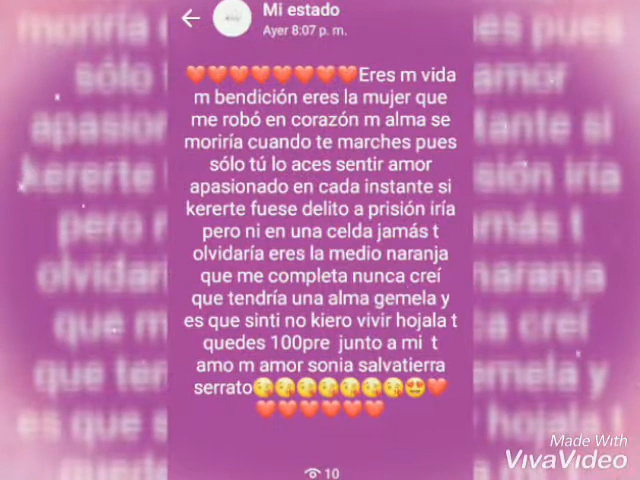 Mi estado
Ayer 8:07 p. m.
❤️❤️❤️❤️❤️❤️❤️❤️Eres m vida
m bendición eres la mujer que
me robó en corazón m alma se
moriría cuando te marches pues
sólo tú lo aces sentir amor
apasionado en cada instante si
kererte fuese delito a prisión iría
pero ni en una celda jamás t
olvidaría eres la medio naranja
que me completa nunca creí
que tendría una alma gemela y
es que sinti no kiero vivir hojala t
quedes 100pre junto a mi t
amo m amor sonia salvatierra
serrato😘😘😘😘😘😘😍❤️
❤️❤️❤️❤️❤️❤️
10
Made With
VivaVideo